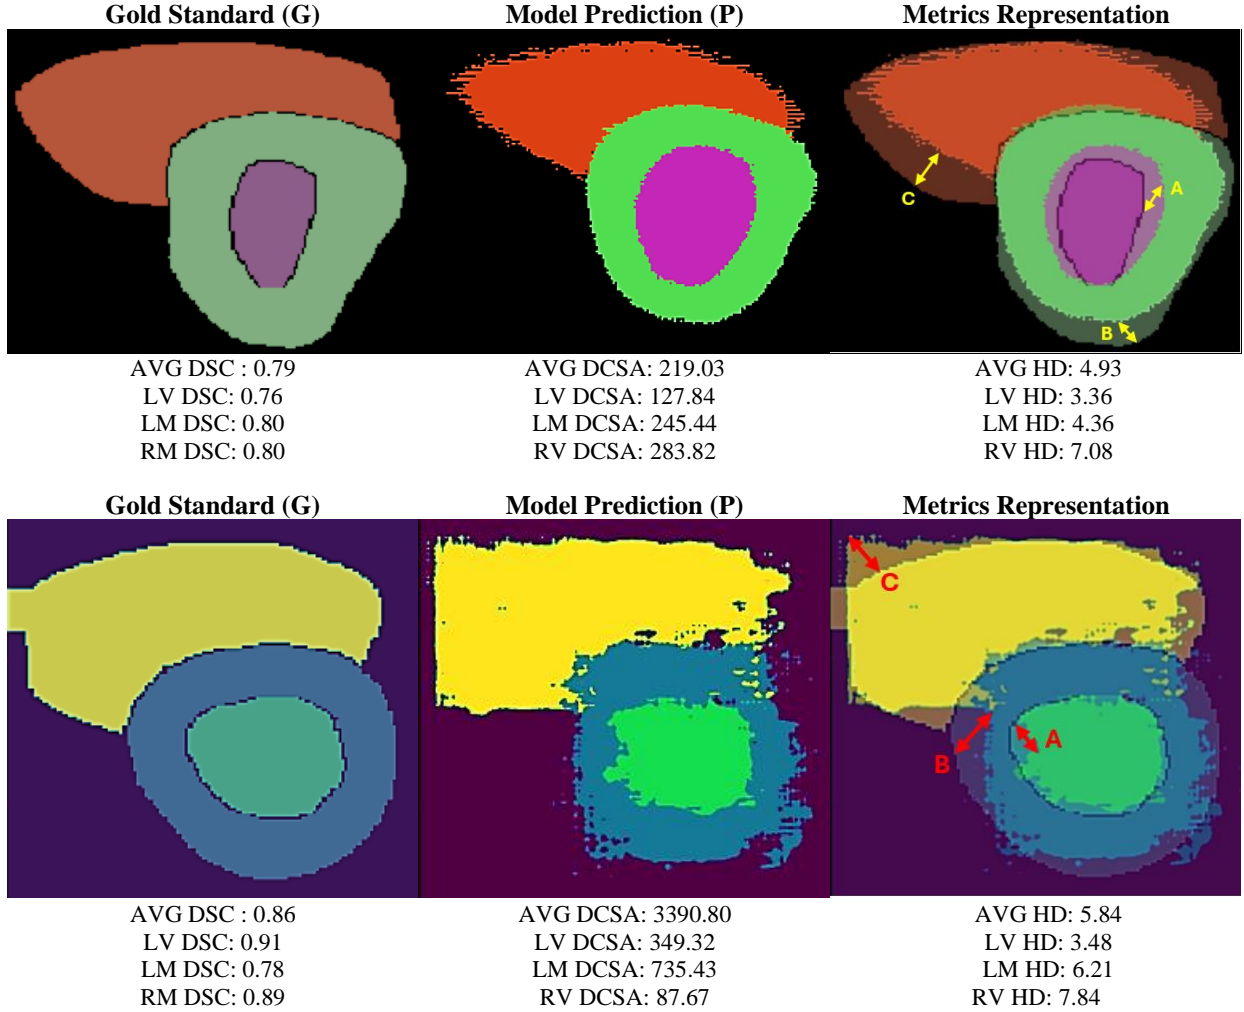 Gold Standard (G) Model Prediction (P) Metrics Representation
C A
B
AVG DSC : 0.79 AVG DCSA: 219.03 AVG HD: 4.93
LV DSC: 0.76 LV DCSA: 127.84 LV HD: 3.36
LM DSC: 0.80 LM DCSA: 245.44 LM HD: 4.36
RM DSC: 0.80 RV DCSA: 283.82 RV HD: 7.08
Gold Standard (G) Model Prediction (P) Metrics Representation
C
B A
AVG DSC : 0.86 AVG DCSA: 3390.80 AVG HD: 5.84
LV DSC: 0.91 LV DCSA: 349.32 LV HD: 3.48
LM DSC: 0.78 LM DCSA: 735.43 LM HD: 6.21
RM DSC: 0.89 RV DCSA: 87.67 RV HD: 7.84